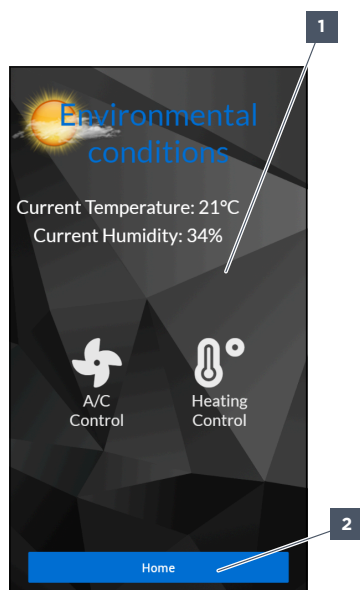 1
Environmental
conditions
Current Temperature: 21°C
Current Humidity: 34%
A/C
Control
Heating
Control
2
Home